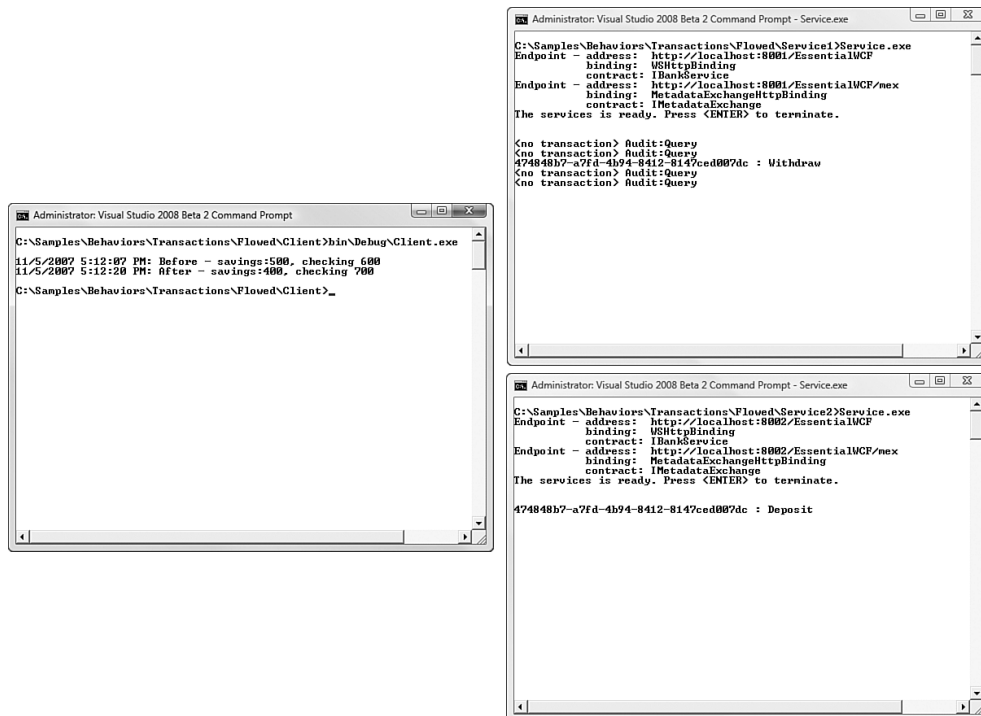 Administrator: Visual Studio 2008 Beta 2 Command Prompt
C:\Samples\Behaviors\Transactions\Flowed\Client>bin\Debug\Client.exe
11/5/2007 5:12:07 PM: Before - savings:500, checking 600
11/5/2007 5:12:20 PM: After - savings:400, checking 700
C:\Samples\Behaviors\Transactions\Flowed\Client>_
Administrator: Visual Studio 2008 Beta 2 Command Prompt - Service.exe
C:\Samples\Behaviors\Transactions\Flowed\Service1>Service.exe
Endpoint - address: http://localhost:8001/EssentialWCF
binding: WSHttpBinding
contract: IBankService
Endpoint - address: http://localhost:8001/EssentialWCF/mex
binding: MetadataExchangeHttpBinding
contract: IMetadataExchange
The services is ready. Press <ENTER> to terminate.
<no transaction> Audit:Query
<no transaction> Audit:Query
474848b7-a7fd-4b94-8412-8147ced007dc : Withdraw
<no transaction> Audit:Query
<no transaction> Audit:Query
Administrator: Visual Studio 2008 Beta 2 Command Prompt - Service.exe
C:\Samples\Behaviors\Transactions\Flowed\Service2>Service.exe
Endpoint - address: http://localhost:8002/EssentialWCF
binding: WSHttpBinding
contract: IBankService
Endpoint - address: http://localhost:8002/EssentialWCF/mex
binding: MetadataExchangeHttpBinding
contract: IMetadataExchange
The services is ready. Press <ENTER> to terminate.
474848b7-a7fd-4b94-8412-8147ced007dc : Deposit